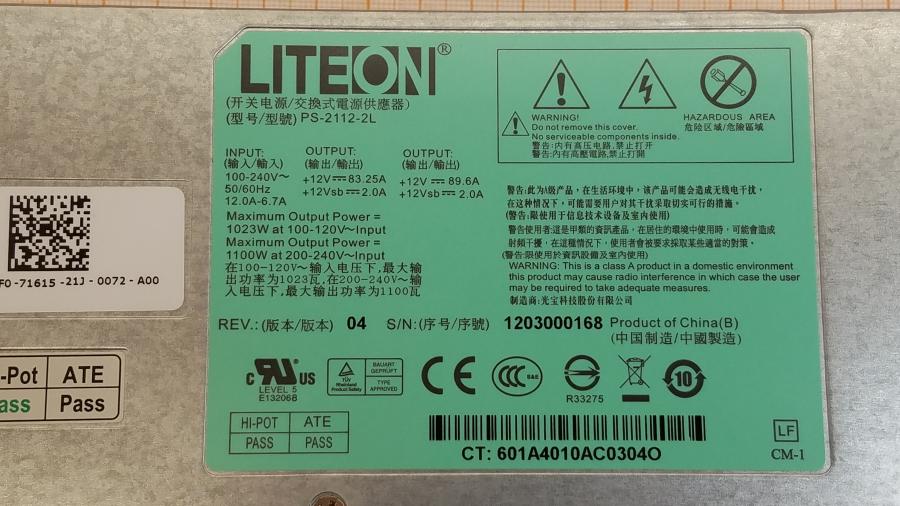 LITEON®
(开关电源/交換式電源供應器)
(型号/型號) PS-2112-2L
WARNING!
Do not remove this cover.
No serviceable components inside.
警告:内有高压电路,禁止打开
警告:內有高壓電路,禁止打開
HAZARDOUS AREA
危险区域/危險區域
INPUT: OUTPUT: OUTPUT:
(输入/輸入) (输出/輸出) (输出/輸出)
100-240V~ +12V⎓83.25A +12V⎓89.6A
50/60Hz +12Vsb⎓2.0A +12Vsb⎓2.0A
12.0A-6.7A
Maximum Output Power =
1023W at 100-120V~Input
Maximum Output Power =
1100W at 200-240V~Input
在100-120V~输入电压下,最大输
出功率为1023瓦,在200-240V~输
入电压下,最大输出功率为1100瓦
警告:此为A级产品,在生活环境中,该产品可能会造成无线电干扰,
在这种情况下,可能需要用户对其干扰采取切实可行的措施。
(警告:限使用于信息技术设备及室内使用)
警告使用者:這是甲類的資訊產品,在居住的環境中使用時,可能會造成
射頻干擾,在這種情況下,使用者會被要求採取某些適當的對策。
(警告:限使用於資訊設備及室內使用)
WARNING: This is a class A product in a domestic environment
this product may cause radio interference in which case the user
may be required to take adequate measures.
制造商:光宝科技股份有限公司
REV.:(版本/版本) 04 S/N:(序号/序號) 1203000168 Product of China(B)
(中国制造/中國製造)
F0-71615-21J-0072-A00
-Pot ATE
ass Pass
c RU® US
LEVEL 5
E132068
TÜV
Rheinland
Product Safety
BAUART
GEPRÜFT
TYPE
APPROVED
CE
CCC S&E
R33275
10
HI-POT ATE
PASS PASS
CT: 601A4010AC0304O
LF
CM-1